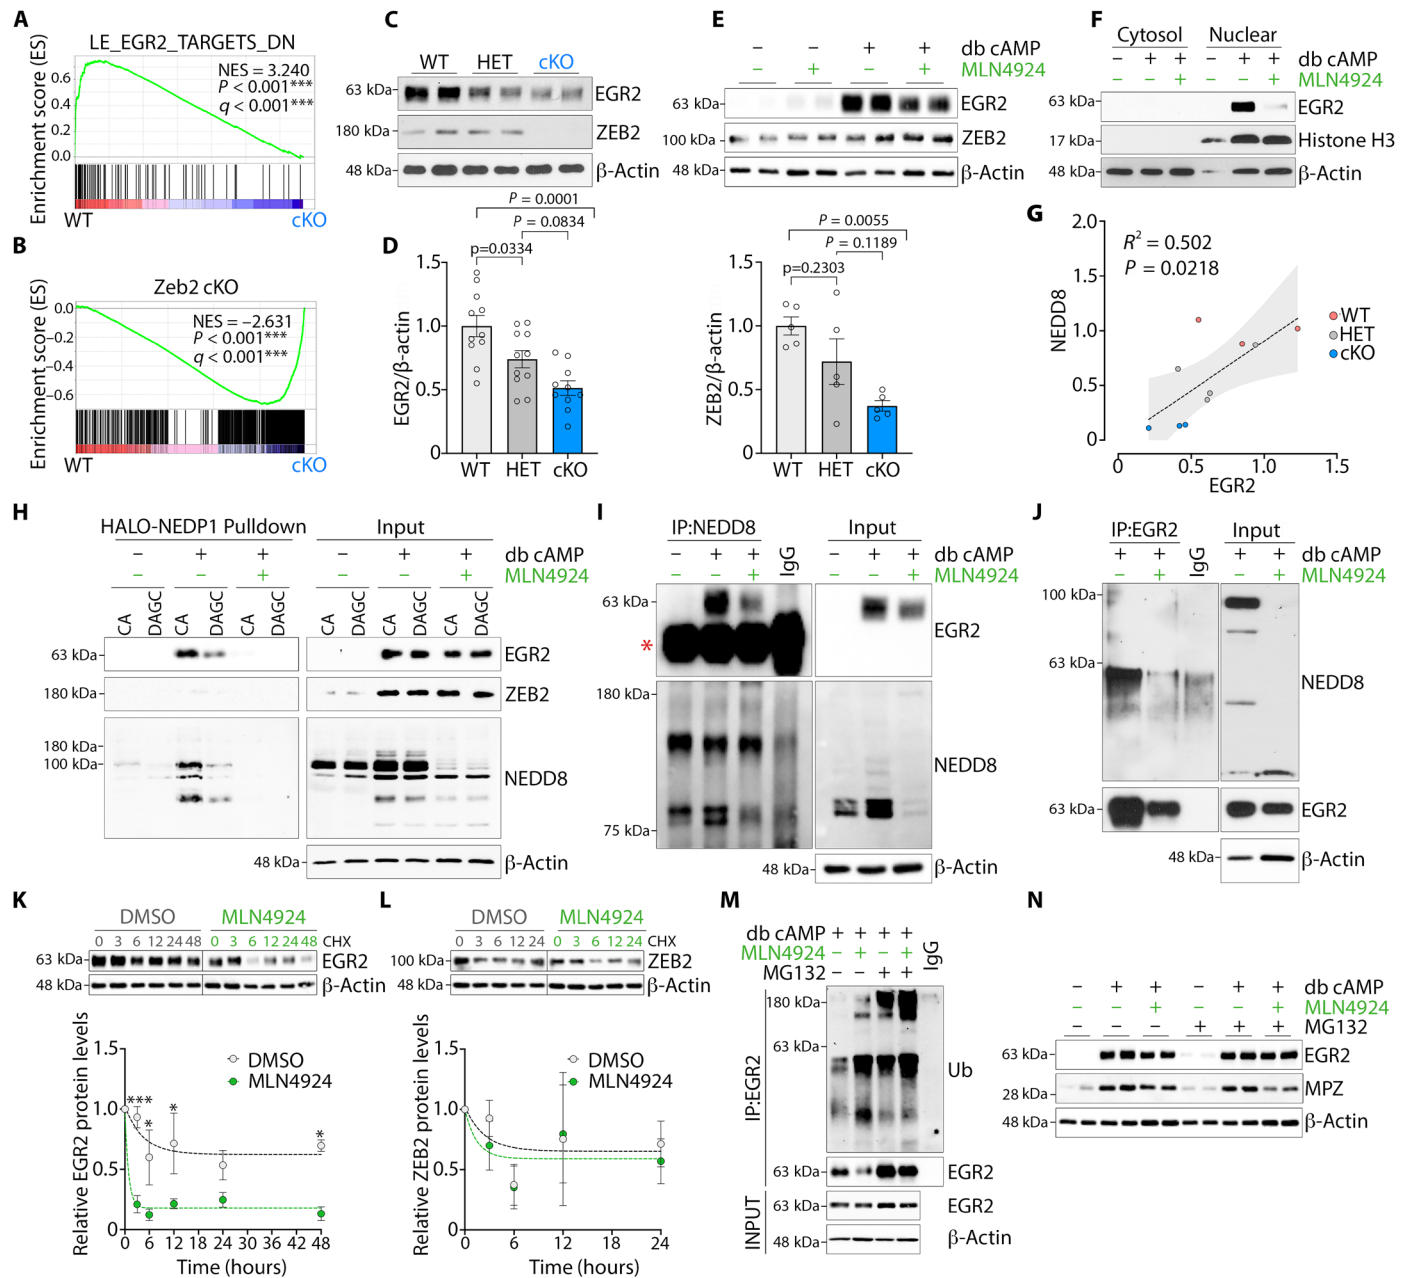 A
LE_EGR2_TARGETS_DN
Enrichment score (ES)
0.6
0.4
0.2
0.0
NES = 3.240
P < 0.001***
q < 0.001***
WT cKO
B
Zeb2 cKO
Enrichment score (ES)
0.0
−0.2
−0.4
−0.6
NES = −2.631
P < 0.001***
q < 0.001***
WT cKO
C
WT HET cKO
63 kDa EGR2
180 kDa ZEB2
48 kDa β-Actin
D
P = 0.0001
P = 0.0834
p=0.0334
EGR2/β-actin
1.5
1.0
0.5
0
WT HET cKO
P = 0.0055
P = 0.1189
p=0.2303
ZEB2/β-actin
1.5
1.0
0.5
0
WT HET cKO
E
− − + + db cAMP
− + − + MLN4924
63 kDa EGR2
100 kDa ZEB2
48 kDa β-Actin
F
Cytosol Nuclear
− + + − + + db cAMP
− − + − − + MLN4924
63 kDa EGR2
17 kDa Histone H3
48 kDa β-Actin
G
R² = 0.502
P = 0.0218
NEDD8
2.0
1.5
1.0
0.5
0
0 0.5 1.0 1.5
EGR2
WT
HET
cKO
H
HALO-NEDP1 Pulldown Input
− + + − + + db cAMP
− − + − − + MLN4924
CA DAGC CA DAGC CA DAGC CA DAGC CA DAGC CA DAGC
63 kDa EGR2
180 kDa ZEB2
180 kDa
100 kDa NEDD8
48 kDa β-Actin
I
IP:NEDD8 Input
− + + IgG − + + db cAMP
− − + − − + MLN4924
63 kDa EGR2
*
180 kDa
NEDD8
75 kDa
48 kDa β-Actin
J
IP:EGR2 Input
+ + IgG + + db cAMP
− + − + MLN4924
100 kDa
63 kDa NEDD8
63 kDa EGR2
48 kDa β-Actin
K
DMSO MLN4924
0 3 6 12 24 48 0 3 6 12 24 48 CHX
63 kDa EGR2
48 kDa β-Actin
Relative EGR2 protein levels
1.5
1.0
0.5
0
DMSO
MLN4924
*** * * *
0 6 12 18 24 30 36 42 48
Time (hours)
L
DMSO MLN4924
0 3 6 12 24 0 3 6 12 24 CHX
100 kDa ZEB2
48 kDa β-Actin
Relative ZEB2 protein levels
1.5
1.0
0.5
0
DMSO
MLN4924
0 6 12 18 24
Time (hours)
M
db cAMP + + + +
MLN4924 − + − +
MG132 − − + + IgG
IP:EGR2
180 kDa
63 kDa Ub
63 kDa EGR2
INPUT
63 kDa EGR2
48 kDa β-Actin
N
− + + − + + db cAMP
− − + − − + MLN4924
− − − + + + MG132
63 kDa EGR2
28 kDa MPZ
48 kDa β-Actin